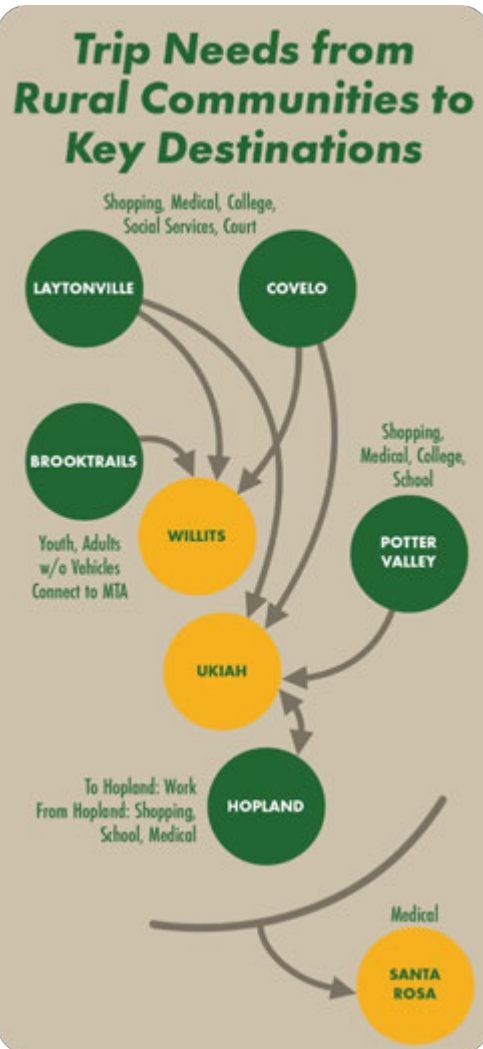 Trip Needs from
Rural Communities to
Key Destinations
Shopping, Medical, College,
Social Services, Court
LAYTONVILLE
COVELO
BROOKTRAILS
Youth, Adults
w/o Vehicles
Connect to MTA
WILLITS
Shopping,
Medical, College,
School
POTTER
VALLEY
UKIAH
To Hopland: Work
From Hopland: Shopping,
School, Medical
HOPLAND
Medical
SANTA
ROSA